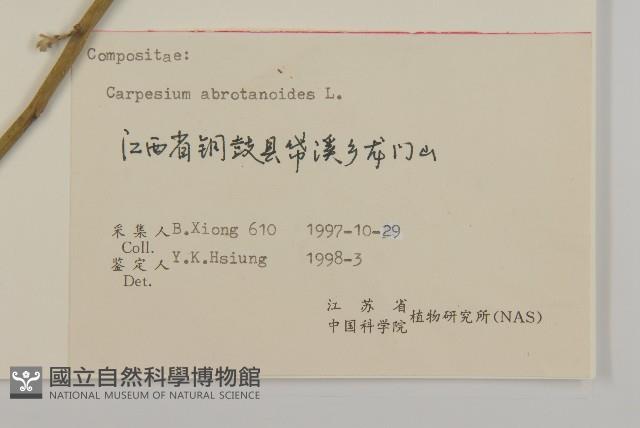 Compositae:
Carpesium abrotanoides L.
江西省铜鼓县带溪乡龙门山
采集人 B.Xiong 610 1997-10-29
Coll.
鉴定人 Y.K.Hsiung 1998-3
Det.
江苏省
中国科学院 植物研究所(NAS)
國立自然科學博物館
NATIONAL MUSEUM OF NATURAL SCIENCE